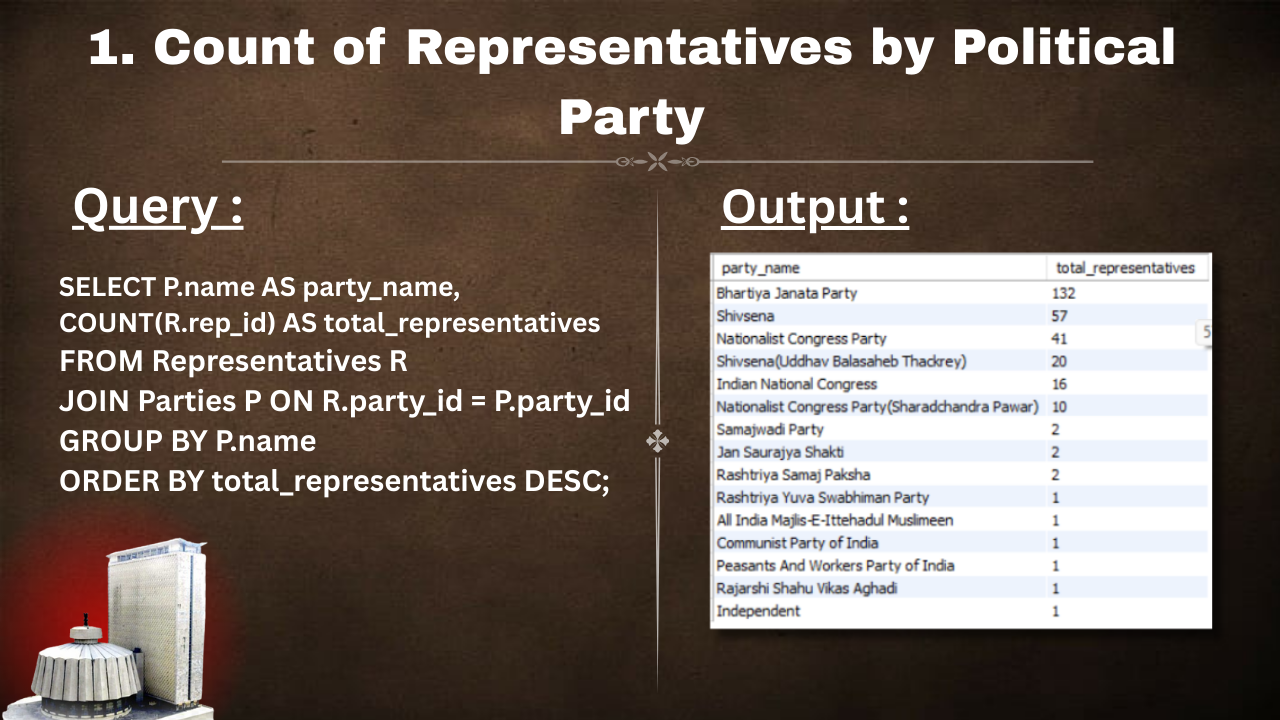 1. Count of Representatives by Political
Party
Query :
SELECT P.name AS party_name,
COUNT(R.rep_id) AS total_representatives
FROM Representatives R
JOIN Parties P ON R.party_id = P.party_id
GROUP BY P.name
ORDER BY total_representatives DESC;
Output :
party_name total_representatives
Bhartiya Janata Party 132
Shivsena 57
Nationalist Congress Party 41
Shivsena(Uddhav Balasaheb Thackrey) 20
Indian National Congress 16
Nationalist Congress Party(Sharadchandra Pawar) 10
Samajwadi Party 2
Jan Saurajya Shakti 2
Rashtriya Samaj Paksha 2
Rashtriya Yuva Swabhiman Party 1
All India Majlis-E-Ittehadul Muslimeen 1
Communist Party of India 1
Peasants And Workers Party of India 1
Rajarshi Shahu Vikas Aghadi 1
Independent 1